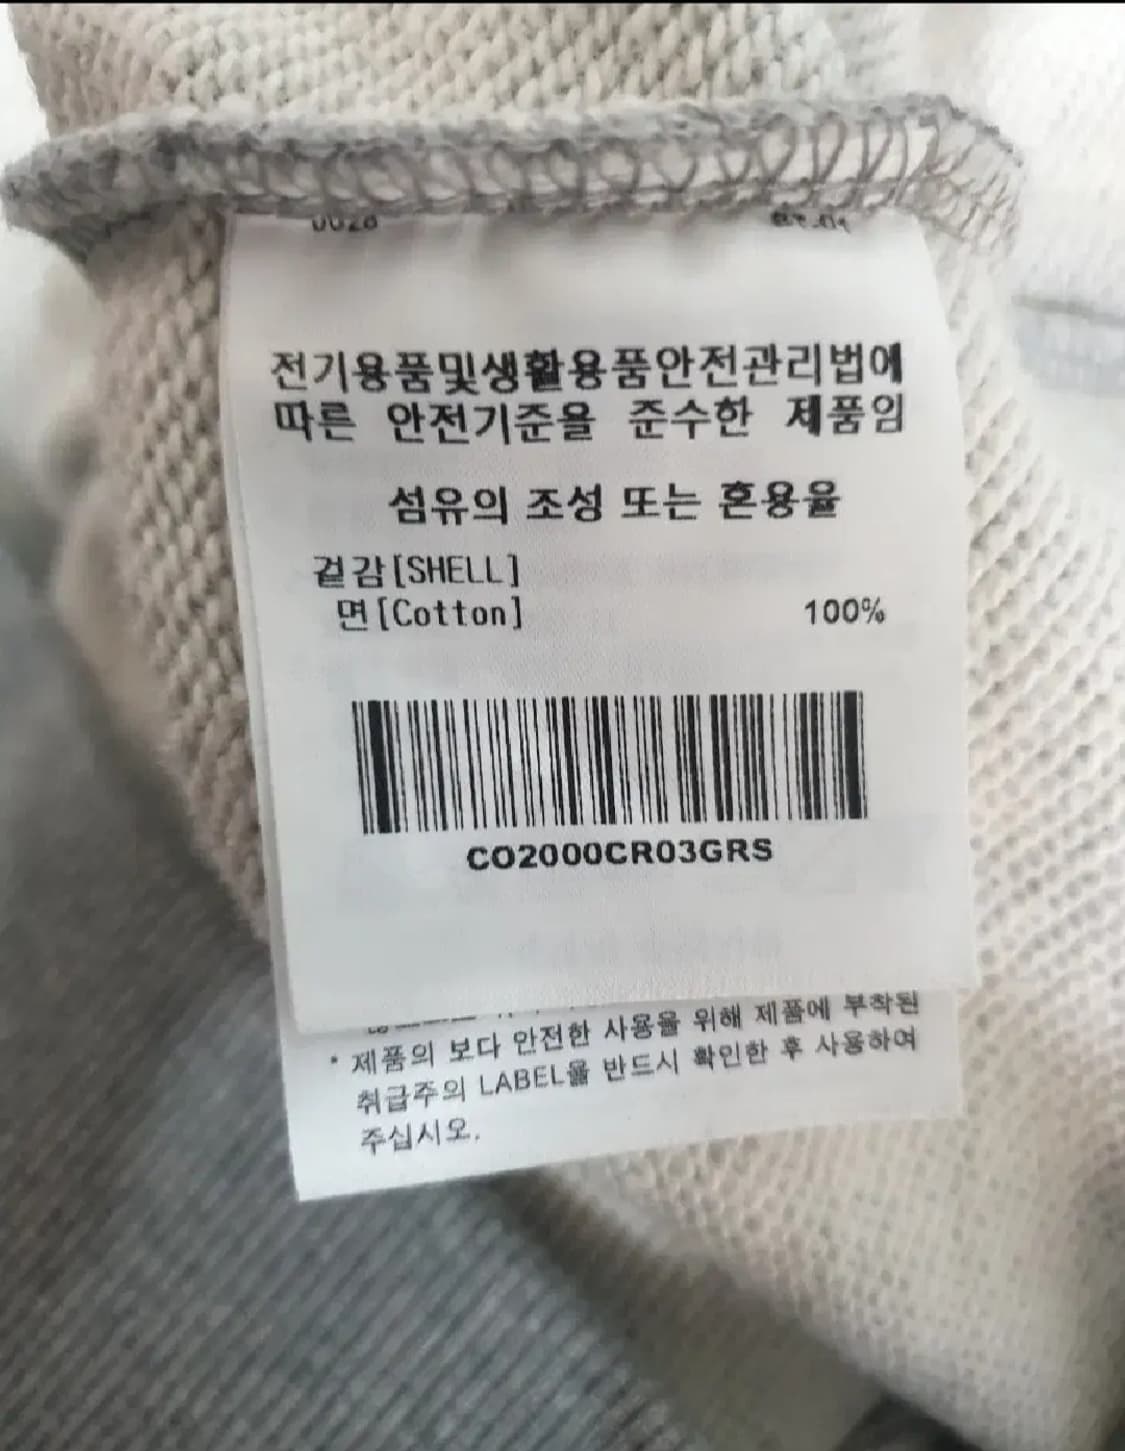 전기용품및생활용품안전관리법에
따른 안전기준을 준수한 제품임
섬유의 조성 또는 혼용율
겉감[SHELL]
면[Cotton] 100%
CO2000CR03GRS
* 제품의 보다 안전한 사용을 위해 제품에 부착된
취급주의 LABEL을 반드시 확인한 후 사용하여
주십시오.